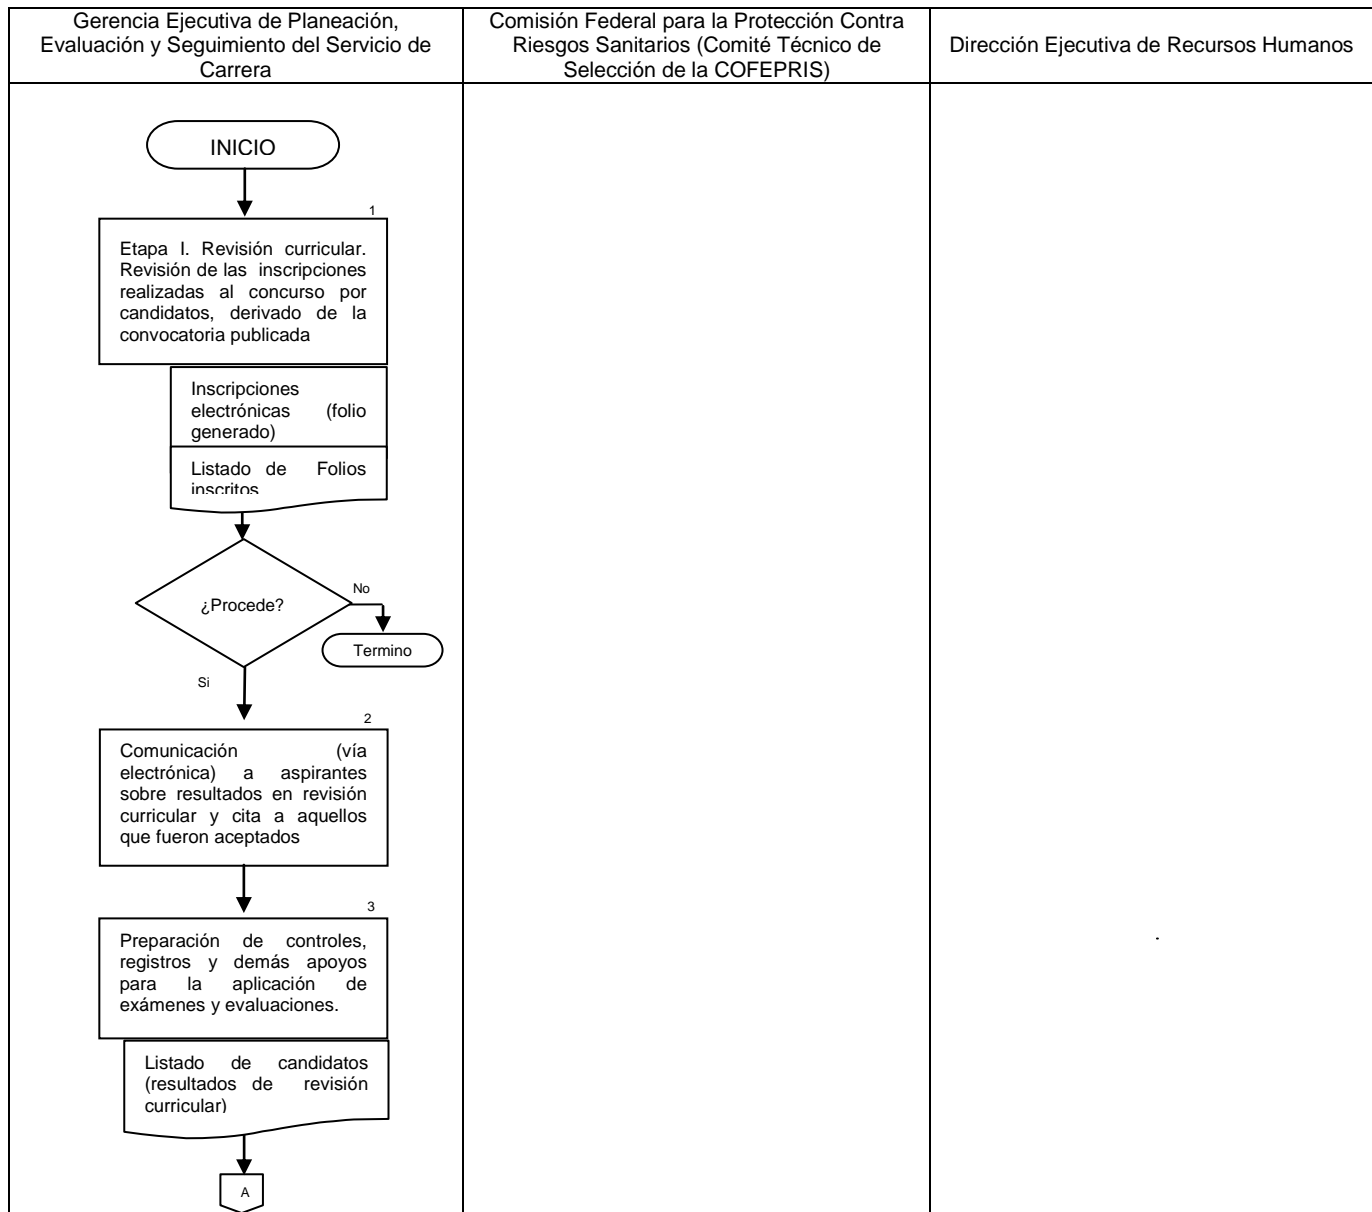 Gerencia Ejecutiva de Planeación,
Evaluación y Seguimiento del Servicio de
Carrera
Comisión Federal para la Protección Contra
Riesgos Sanitarios (Comité Técnico de
Selección de la COFEPRIS)
Dirección Ejecutiva de Recursos Humanos
INICIO
1
Etapa I. Revisión curricular.
Revisión de las inscripciones
realizadas al concurso por
candidatos, derivado de la
convocatoria publicada
Inscripciones
electrónicas (folio
generado)
Listado de Folios
inscritos
¿Procede?
No
Termino
Si
2
Comunicación (vía
electrónica) a aspirantes
sobre resultados en revisión
curricular y cita a aquellos
que fueron aceptados
3
Preparación de controles,
registros y demás apoyos
para la aplicación de
exámenes y evaluaciones.
Listado de candidatos
(resultados de revisión
curricular)
A
.